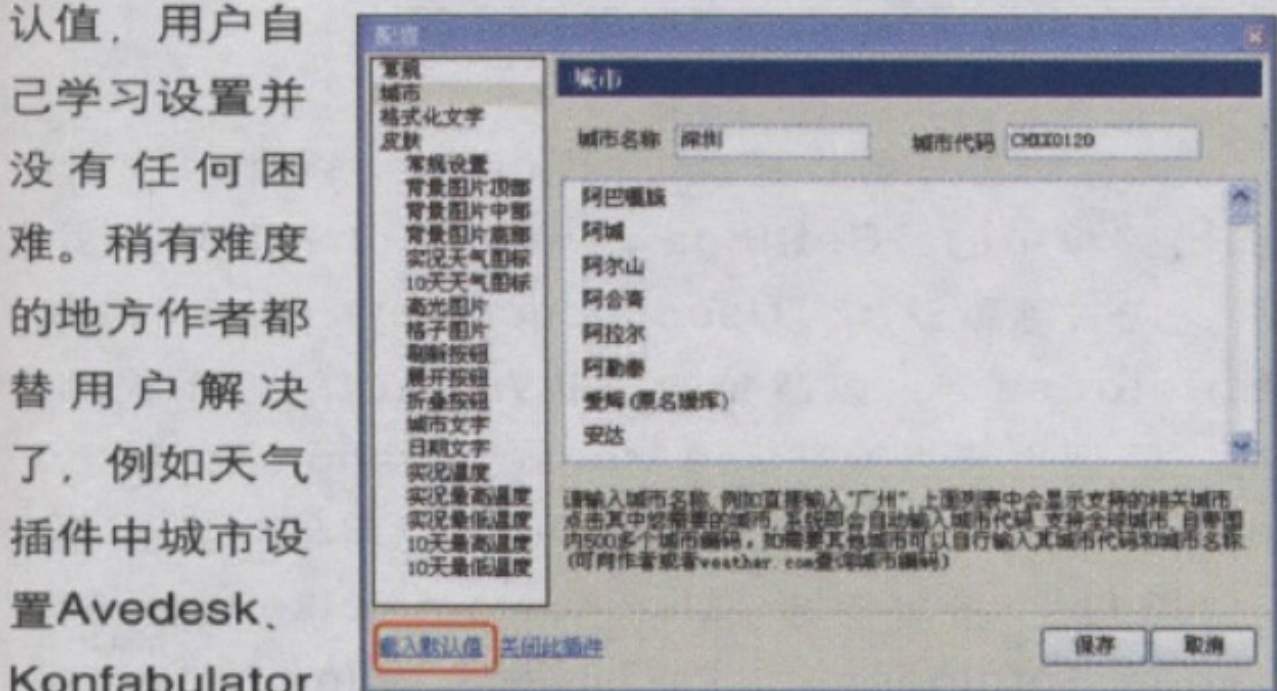 认值，用户自
己学习设置并
没有任何困
难。稍有难度
的地方作者都
替用户解决
了，例如天气
插件中城市设
置Avedesk、
Konfabulator
配置
常规
城市
格式化文字
皮肤
常规设置
背景图片顶部
背景图片中部
背景图片底部
实况天气图标
10天天气图标
高光图片
格子图片
刷新按钮
展开按钮
折叠按钮
城市文字
日期文字
实况温度
实况最高温度
实况最低温度
10天最高温度
10天最低温度
城市
城市名称 深圳 城市代码 CHXX0120
阿巴嘎旗
阿城
阿尔山
阿合奇
阿拉尔
阿勒泰
爱辉(原名瑷珲)
安达
请输入城市名称,例如直接输入"广州",上面列表中会显示支持的相关城市,
点击其中您需要的城市,系统即会自动输入城市代码,支持全球城市,自带国
内500多个城市编码,如需要其他城市可以自行输入其城市代码和城市名称.
(可向作者或者weather.com查询城市编码)
载入默认值 关闭此插件 保存 取消